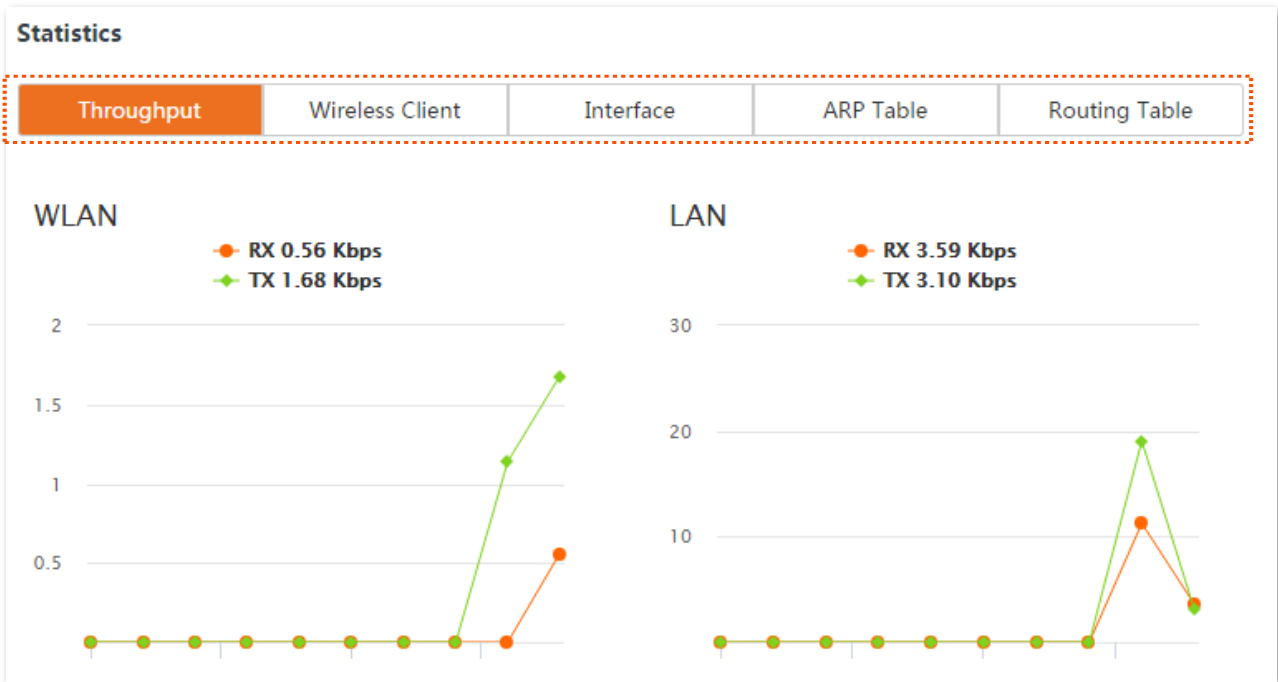 Statistics
Throughput Wireless Client Interface ARP Table Routing Table
WLAN
RX 0.56 Kbps
TX 1.68 Kbps
2
1.5
1
0.5
LAN
RX 3.59 Kbps
TX 3.10 Kbps
30
20
10